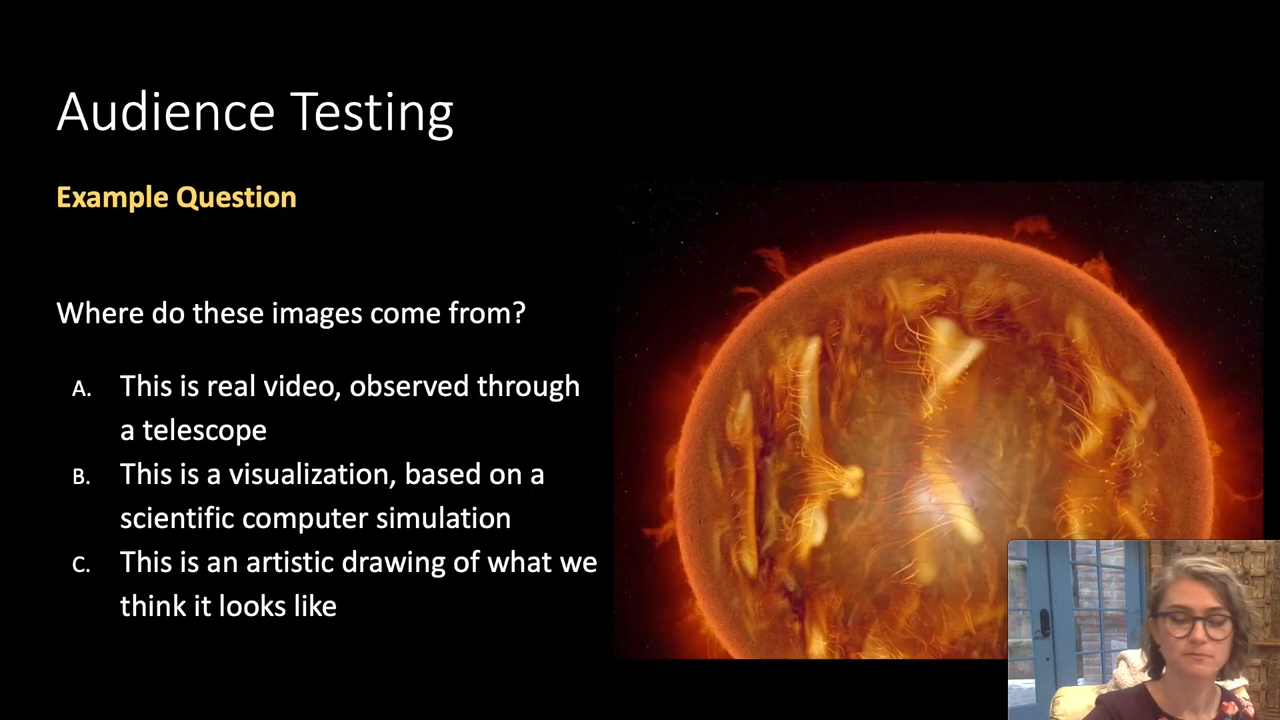 Audience Testing
Example Question
Where do these images come from?
A. This is real video, observed through
a telescope
B. This is a visualization, based on a
scientific computer simulation
C. This is an artistic drawing of what we
think it looks like